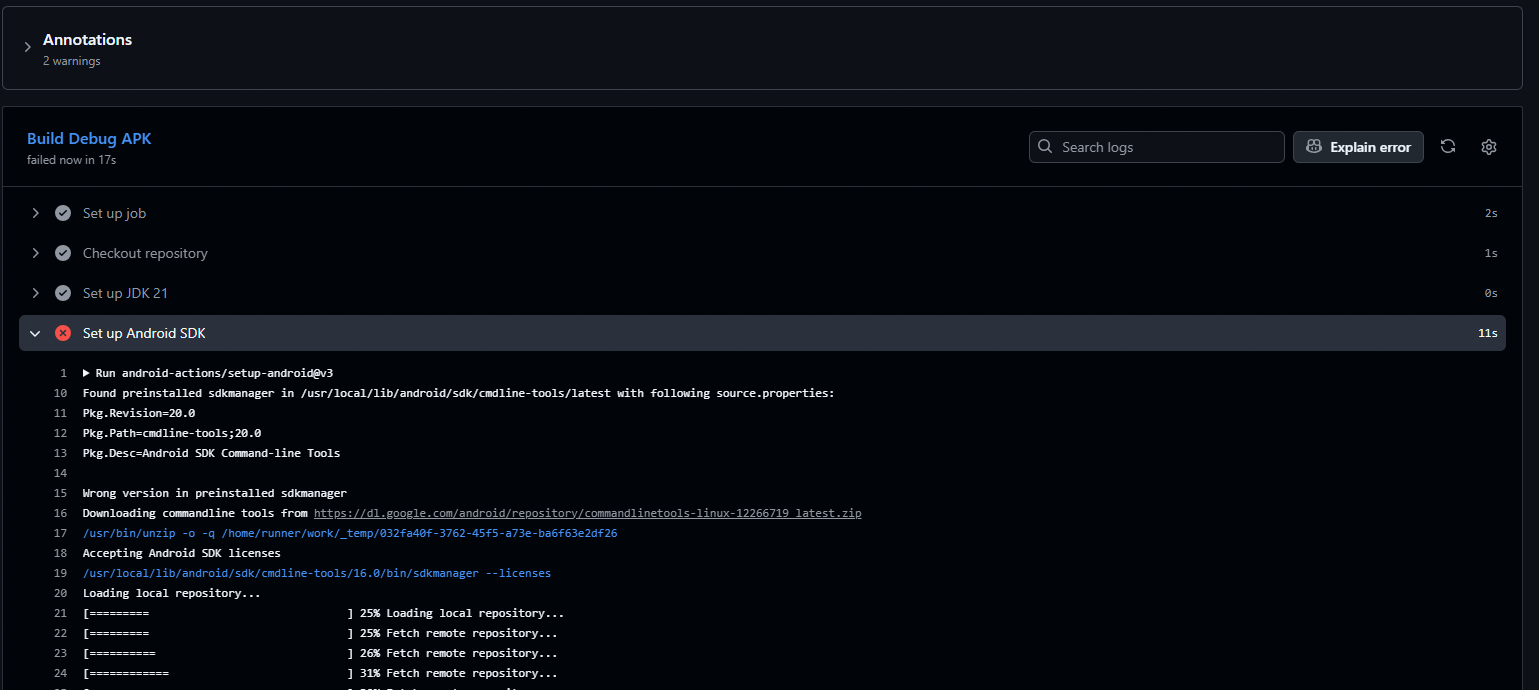 Annotations
2 warnings
Build Debug APK
failed now in 17s
Search logs
Explain error
Set up job 2s
Checkout repository 1s
Set up JDK 21 0s
Set up Android SDK 11s
1 ▶ Run android-actions/setup-android@v3
10 Found preinstalled sdkmanager in /usr/local/lib/android/sdk/cmdline-tools/latest with following source.properties:
11 Pkg.Revision=20.0
12 Pkg.Path=cmdline-tools;20.0
13 Pkg.Desc=Android SDK Command-line Tools
14
15 Wrong version in preinstalled sdkmanager
16 Downloading commandline tools from https://dl.google.com/android/repository/commandlinetools-linux-12266719_latest.zip
17 /usr/bin/unzip -o -q /home/runner/work/_temp/032fa40f-3762-45f5-a73e-ba6f63e2df26
18 Accepting Android SDK licenses
19 /usr/local/lib/android/sdk/cmdline-tools/16.0/bin/sdkmanager --licenses
20 Loading local repository...
21 [=========                              ] 25% Loading local repository...
22 [=========                              ] 25% Fetch remote repository...
23 [==========                             ] 26% Fetch remote repository...
24 [============                           ] 31% Fetch remote repository...